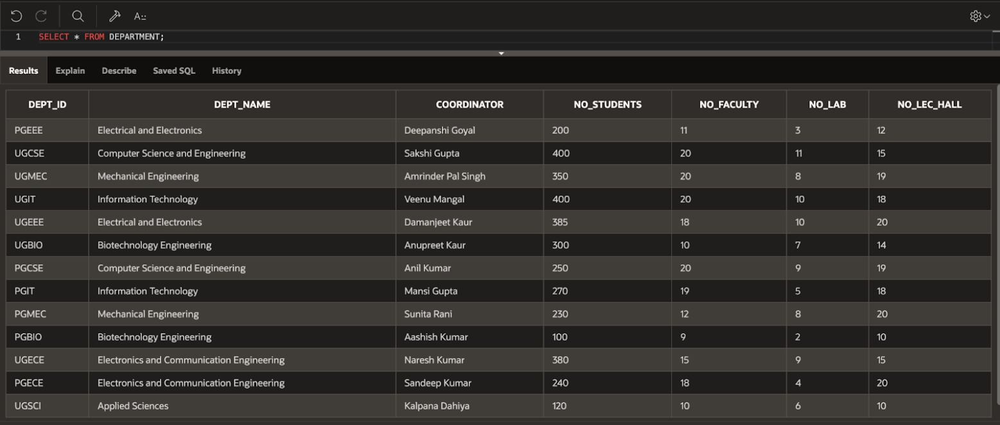 A::
1 SELECT * FROM DEPARTMENT;
Results Explain Describe Saved SQL History
DEPT_ID DEPT_NAME COORDINATOR NO_STUDENTS NO_FACULTY NO_LAB NO_LEC_HALL
PGEEE Electrical and Electronics Deepanshi Goyal 200 11 3 12
UGCSE Computer Science and Engineering Sakshi Gupta 400 20 11 15
UGMEC Mechanical Engineering Amrinder Pal Singh 350 20 8 19
UGIT Information Technology Veenu Mangal 400 20 10 18
UGEEE Electrical and Electronics Damanjeet Kaur 385 18 10 20
UGBIO Biotechnology Engineering Anupreet Kaur 300 10 7 14
PGCSE Computer Science and Engineering Anil Kumar 250 20 9 19
PGIT Information Technology Mansi Gupta 270 19 5 18
PGMEC Mechanical Engineering Sunita Rani 230 12 8 20
PGBIO Biotechnology Engineering Aashish Kumar 100 9 2 10
UGECE Electronics and Communication Engineering Naresh Kumar 380 15 9 15
PGECE Electronics and Communication Engineering Sandeep Kumar 240 18 4 20
UGSCI Applied Sciences Kalpana Dahiya 120 10 6 10